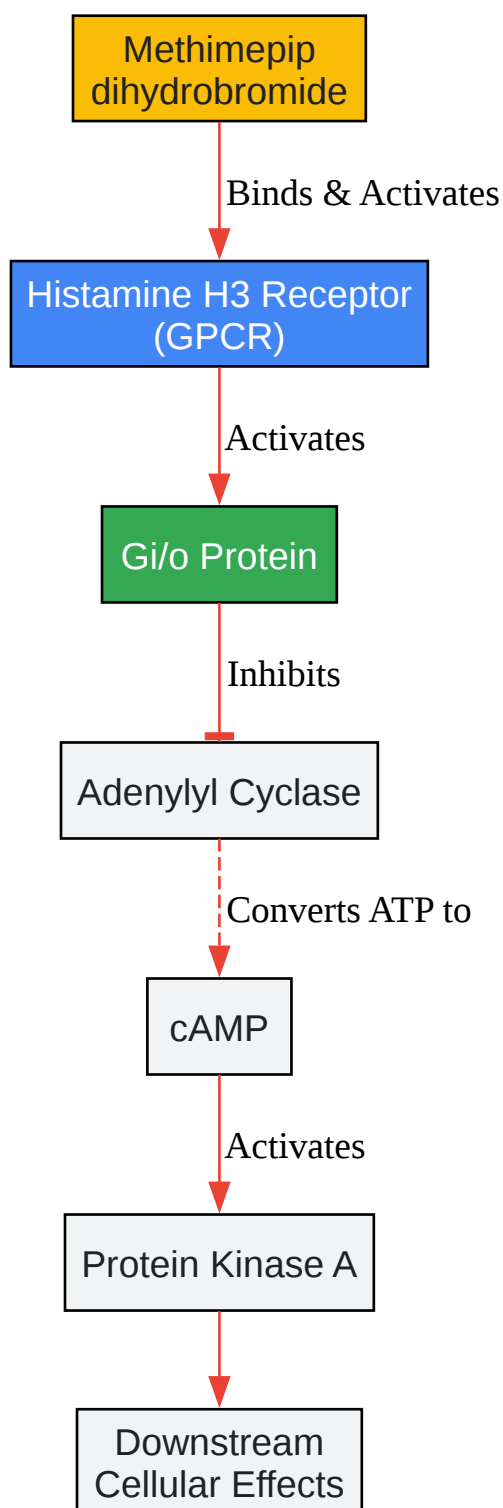 Methimepip
dihydrobromide
Binds & Activates
Histamine H3 Receptor
(GPCR)
Activates
Gi/o Protein
Inhibits
Adenylyl Cyclase
Converts ATP to
cAMP
Activates
Protein Kinase A
Downstream
Cellular Effects